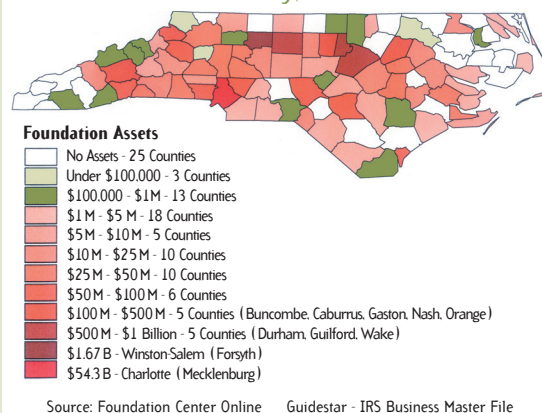 Foundation Assets
No Assets - 25 Counties
Under $100,000 - 3 Counties
$100,000 - $1M - 13 Counties
$1M - $5M - 18 Counties
$5M - $10M - 5 Counties
$10M - $25M - 10 Counties
$25M - $50M - 10 Counties
$50M - $100M - 6 Counties
$100M - $500M - 5 Counties (Buncombe, Caburrus, Gaston, Nash, Orange)
$500M - $1 Billion - 5 Counties (Durham, Guilford, Wake)
$1.67B - Winston-Salem (Forsyth)
$54.3B - Charlotte (Mecklenburg)
Source: Foundation Center Online Guidestar - IRS Business Master File